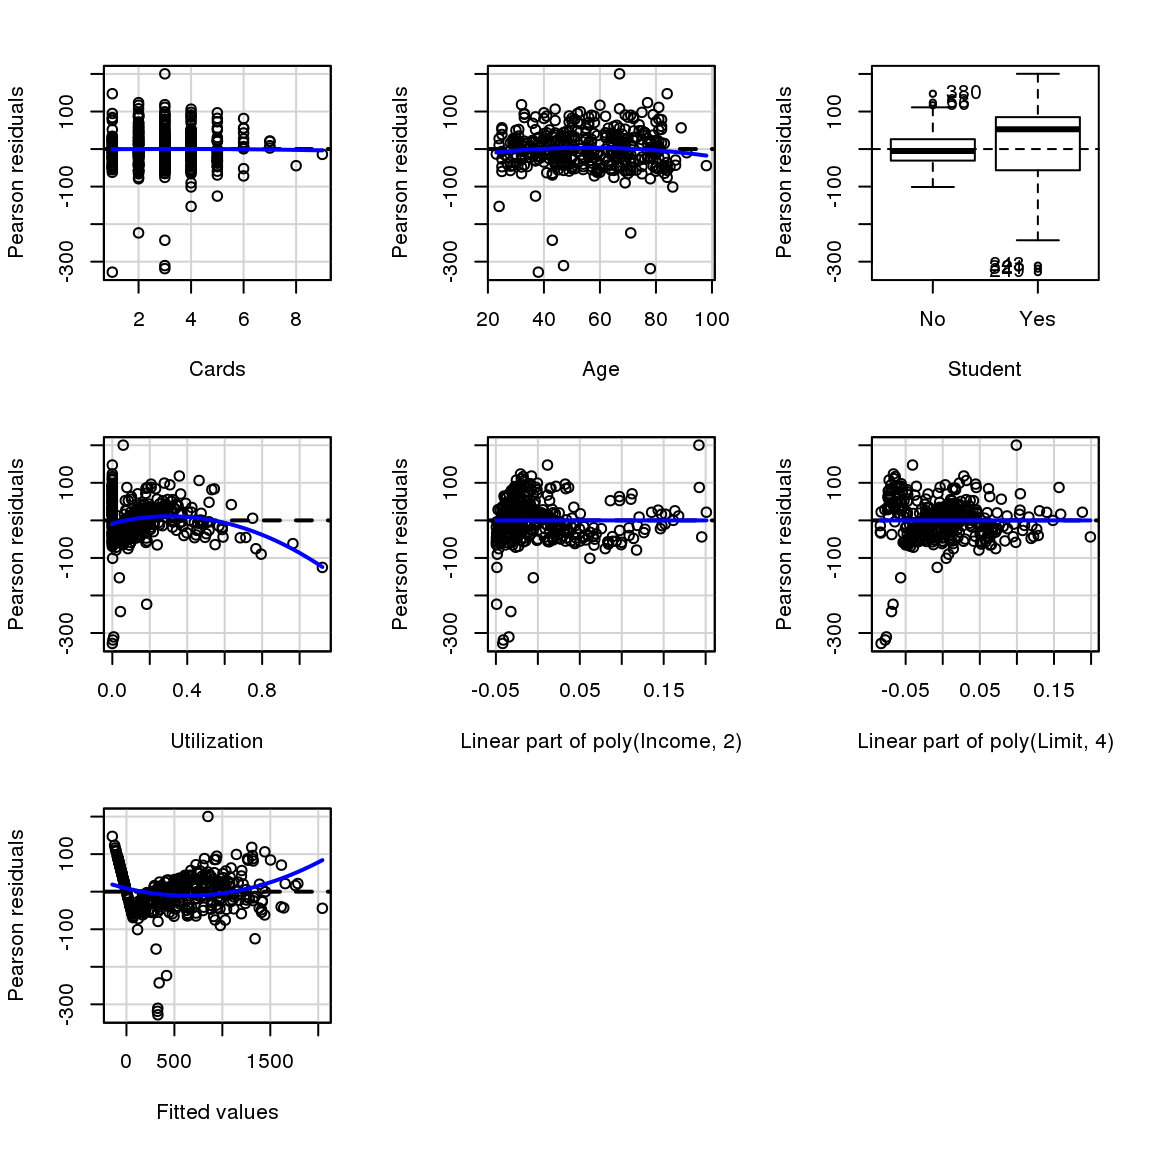 Pearson residuals
100
-100
-300
2
4
6
8
Cards
Pearson residuals
100
-100
-300
20
40
60
80
100
Age
Pearson residuals
100
-100
-300
380
No
Yes
Student
Pearson residuals
100
-100
-300
0.0
0.4
0.8
Utilization
Pearson residuals
100
-100
-300
-0.05
0.05
0.15
Linear part of poly(Income, 2)
Pearson residuals
100
-100
-300
-0.05
0.05
0.15
Linear part of poly(Limit, 4)
Pearson residuals
100
-100
-300
0
500
1500
Fitted values